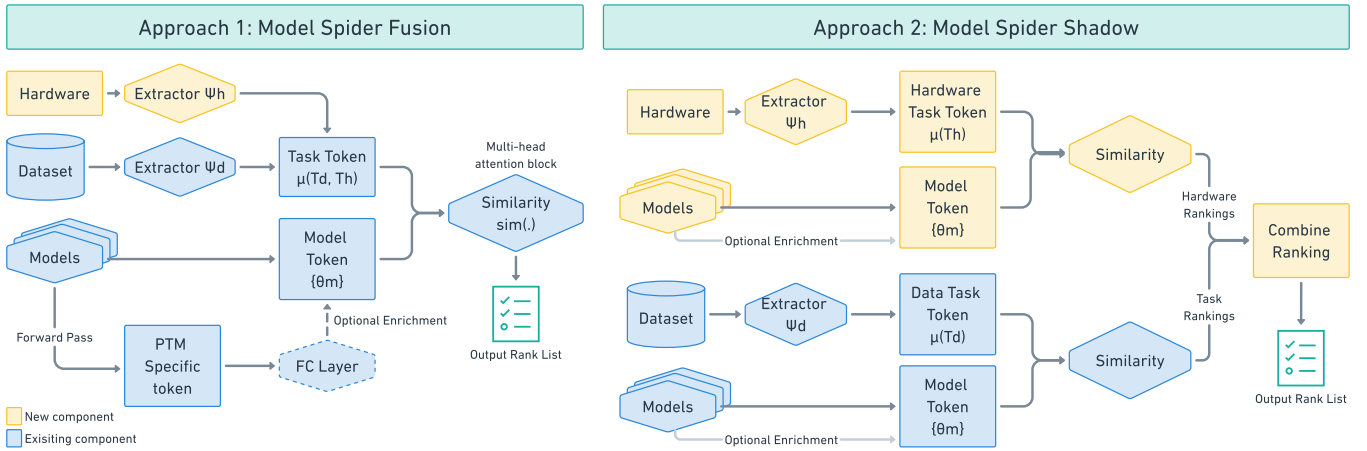 Approach 1: Model Spider Fusion
Hardware
Extractor Ψh
Dataset
Extractor Ψd
Task Token
μ(Td, Th)
Multi-head
attention block
Similarity
sim(.)
Models
Model
Token
{θm}
Forward Pass
PTM
Specific
token
Optional Enrichment
FC Layer
Output Rank List
New component
Exisiting component
Approach 2: Model Spider Shadow
Hardware
Extractor
Ψh
Hardware
Task Token
μ(Th)
Similarity
Models
Model
Token
{θm}
Optional Enrichment
Hardware
Rankings
Combine
Ranking
Dataset
Extractor
Ψd
Data Task
Token
μ(Td)
Task
Rankings
Similarity
Models
Model
Token
{θm}
Optional Enrichment
Output Rank List